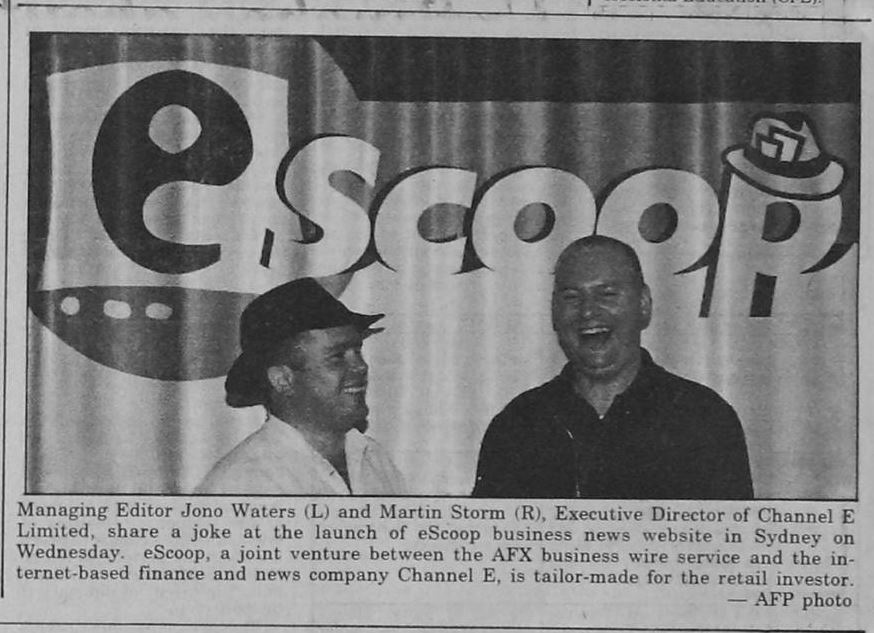 escoop
Managing Editor Jono Waters (L) and Martin Storm (R), Executive Director of Channel E
Limited, share a joke at the launch of eScoop business news website in Sydney on
Wednesday. eScoop, a joint venture between the AFX business wire service and the in-
ternet-based finance and news company Channel E, is tailor-made for the retail investor.
— AFP photo